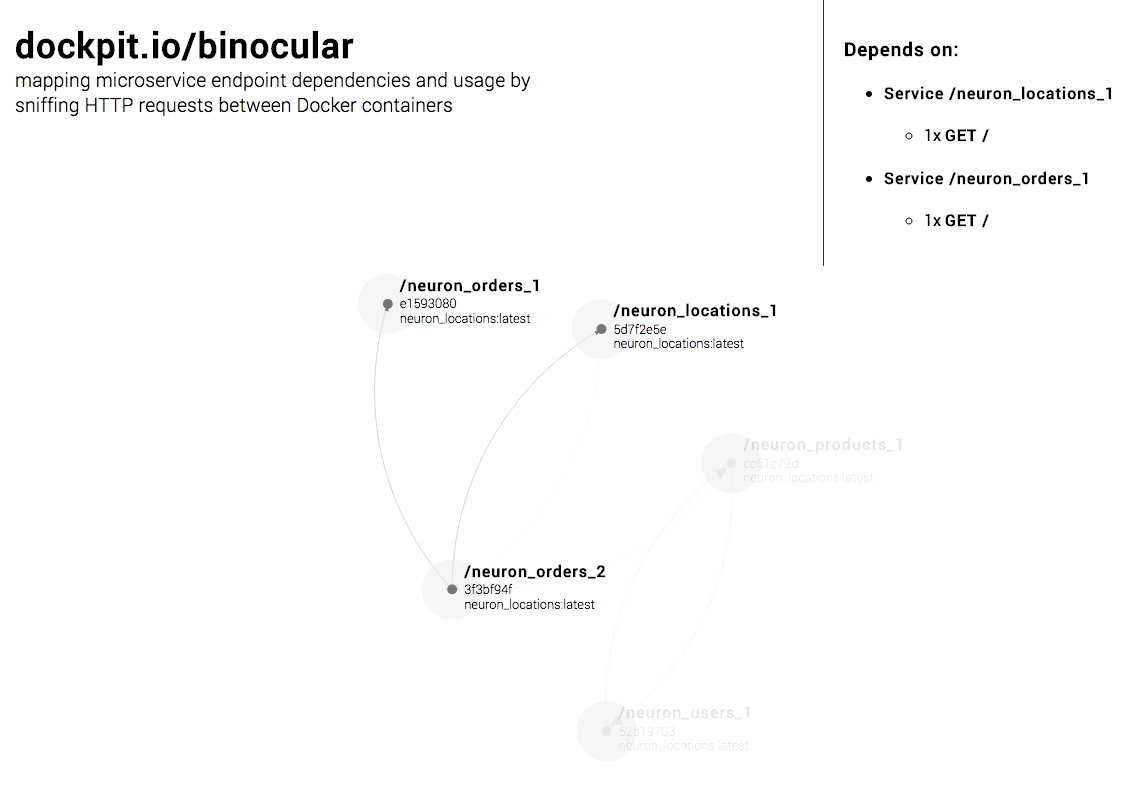 dockpit.io/binocular
mapping microservice endpoint dependencies and usage by
sniffing HTTP requests between Docker containers
Depends on:
Service /neuron_locations_1
1x GET /
Service /neuron_orders_1
1x GET /
/neuron_orders_1
e1593080
neuron_locations:latest
/neuron_locations_1
5d7f2e5e
neuron_locations:latest
/neuron_products_1
cc51c72d
neuron_locations:latest
/neuron_orders_2
3f3bf94f
neuron_locations:latest
/neuron_users_1
52b19703
neuron_locations:latest